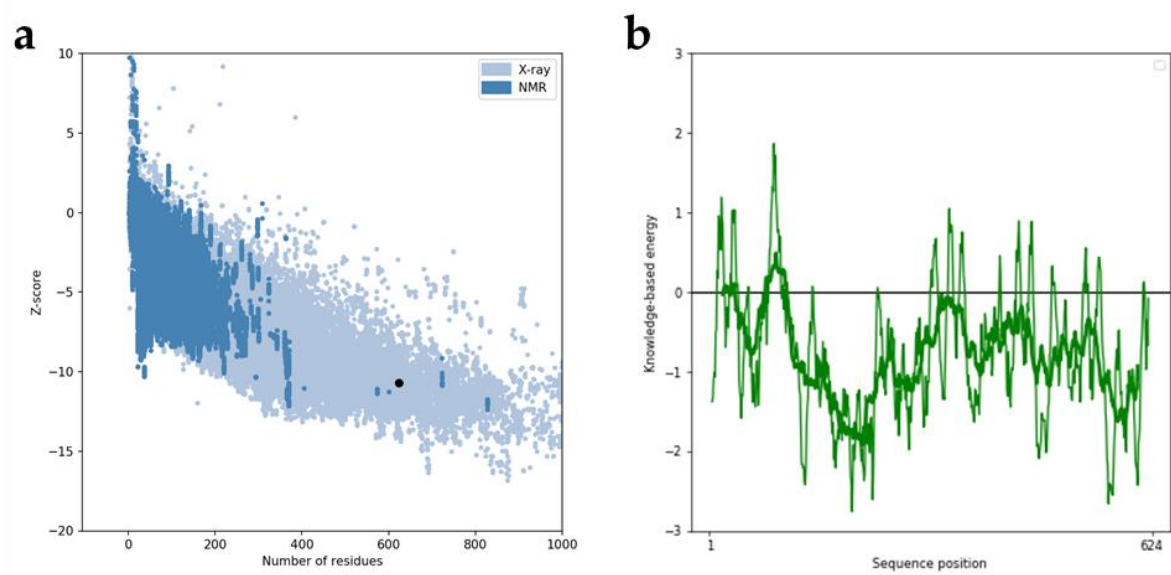 a
10
5
0
−5
−10
−15
−20
Z-score
X-ray
NMR
0
200
400
600
800
1000
Number of residues
b
3
2
1
0
−1
−2
−3
Knowledge-based energy
1
624
Sequence position